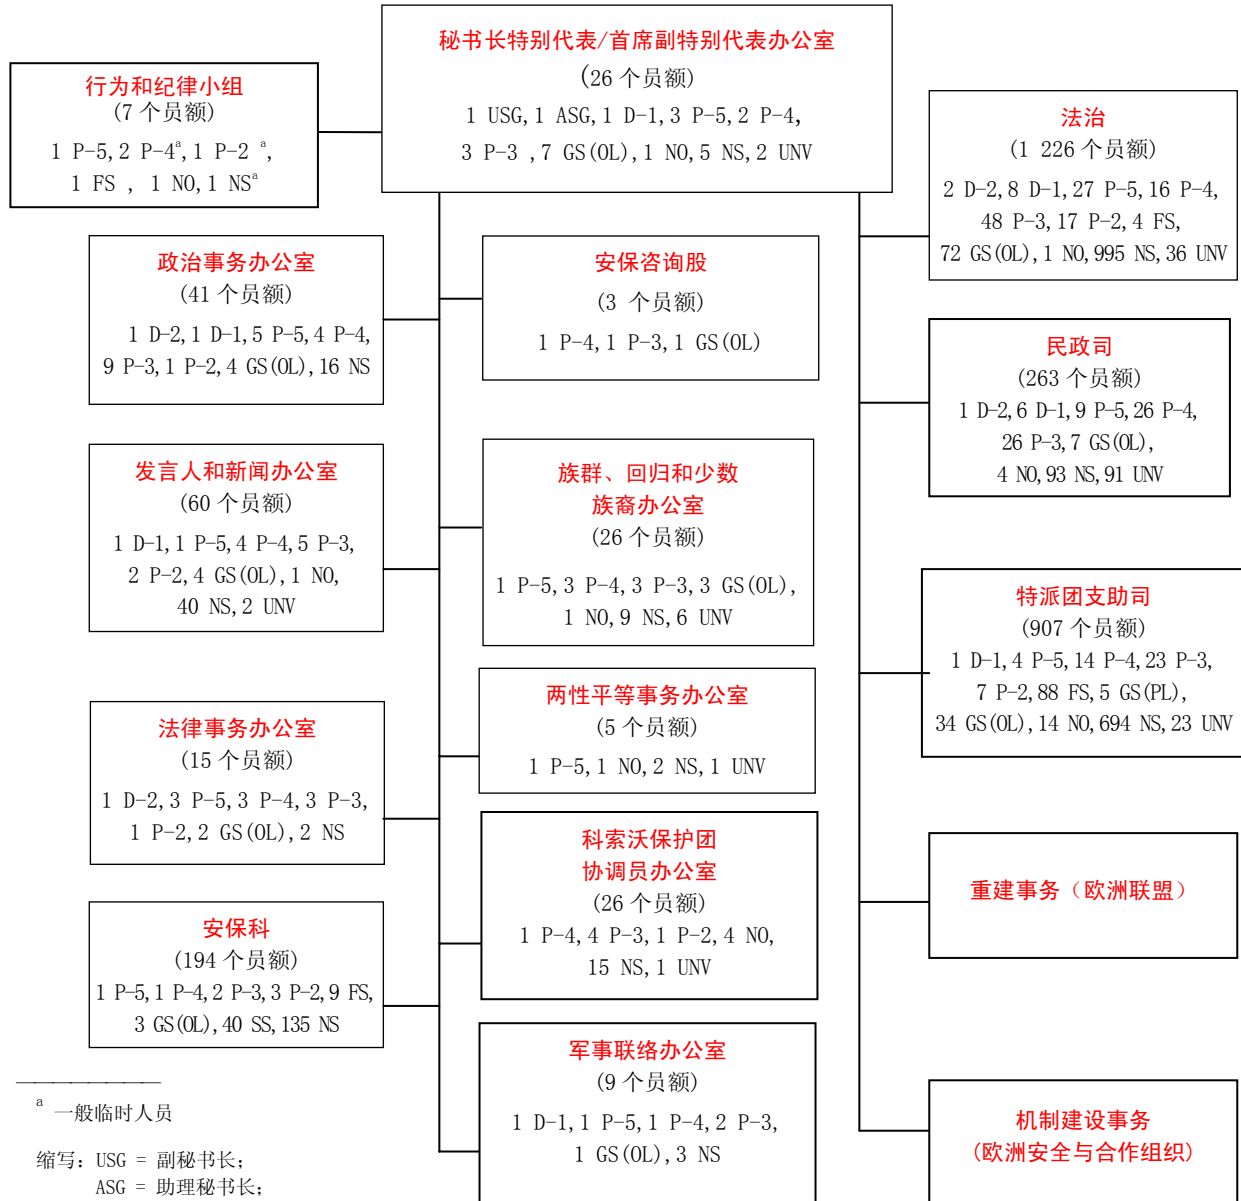 秘书长特别代表/首席副特别代表办公室
(26 个员额)
1 USG,1 ASG,1 D-1,3 P-5,2 P-4,
3 P-3 ,7 GS(OL),1 NO,5 NS,2 UNV
行为和纪律小组
(7 个员额)
1 P-5,2 P-4ᵃ,1 P-2 ᵃ,
1 FS , 1 NO,1 NSᵃ
法治
(1 226 个员额)
2 D-2,8 D-1,27 P-5,16 P-4,
48 P-3,17 P-2,4 FS,
72 GS(OL),1 NO,995 NS,36 UNV
政治事务办公室
(41 个员额)
1 D-2,1 D-1,5 P-5,4 P-4,
9 P-3,1 P-2,4 GS(OL),16 NS
安保咨询股
(3 个员额)
1 P-4,1 P-3,1 GS(OL)
民政司
(263 个员额)
1 D-2,6 D-1,9 P-5,26 P-4,
26 P-3,7 GS(OL),
4 NO,93 NS,91 UNV
发言人和新闻办公室
(60 个员额)
1 D-1,1 P-5,4 P-4,5 P-3,
2 P-2,4 GS(OL),1 NO,
40 NS,2 UNV
族群、回归和少数
族裔办公室
(26 个员额)
1 P-5,3 P-4,3 P-3,3 GS(OL),
1 NO,9 NS,6 UNV
特派团支助司
(907 个员额)
1 D-1,4 P-5,14 P-4,23 P-3,
7 P-2,88 FS,5 GS(PL),
34 GS(OL),14 NO,694 NS,23 UNV
法律事务办公室
(15 个员额)
1 D-2,3 P-5,3 P-4,3 P-3,
1 P-2,2 GS(OL),2 NS
两性平等事务办公室
(5 个员额)
1 P-5,1 NO,2 NS,1 UNV
科索沃保护团
协调员办公室
(26 个员额)
1 P-4,4 P-3,1 P-2,4 NO,
15 NS,1 UNV
重建事务（欧洲联盟）
安保科
(194 个员额)
1 P-5,1 P-4,2 P-3,3 P-2,9 FS,
3 GS(OL),40 SS,135 NS
军事联络办公室
(9 个员额)
1 D-1,1 P-5,1 P-4,2 P-3,
1 GS(OL),3 NS
机制建设事务
(欧洲安全与合作组织)
ᵃ 一般临时人员
缩写: USG = 副秘书长;
ASG = 助理秘书长;